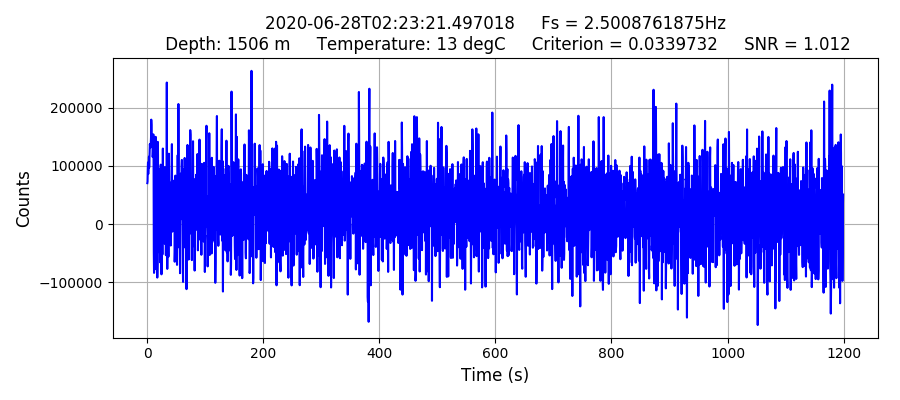 2020-06-28T02:23:21.497018 Fs = 2.5008761875Hz
Depth: 1506 m Temperature: 13 degC Criterion = 0.0339732 SNR = 1.012
200000
100000
0
−100000
Counts
0 200 400 600 800 1000 1200
Time (s)